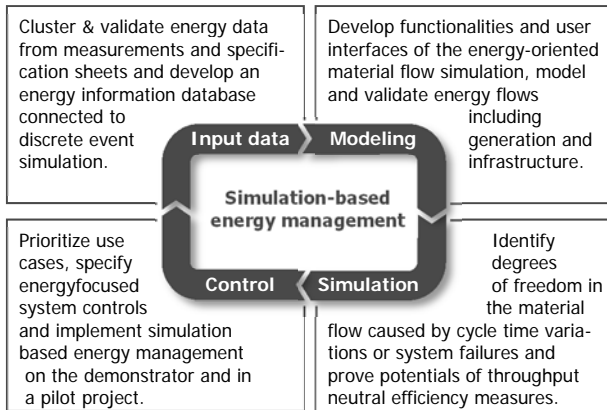 Cluster & validate energy data
from measurements and specifi-
cation sheets and develop an
energy information database
connected to
discrete event
simulation.
Develop functionalities and user
interfaces of the energy-oriented
material flow simulation, model
and validate energy flows
including
generation and
infrastructure.
Input data
Modeling
Simulation-based
energy management
Control
Simulation
Prioritize use
cases, specify
energyfocused
system controls
and implement simulation
based energy management
on the demonstrator and in
a pilot project.
Identify
degrees
of freedom in
the material
flow caused by cycle time varia-
tions or system failures and
prove potentials of throughput
neutral efficiency measures.